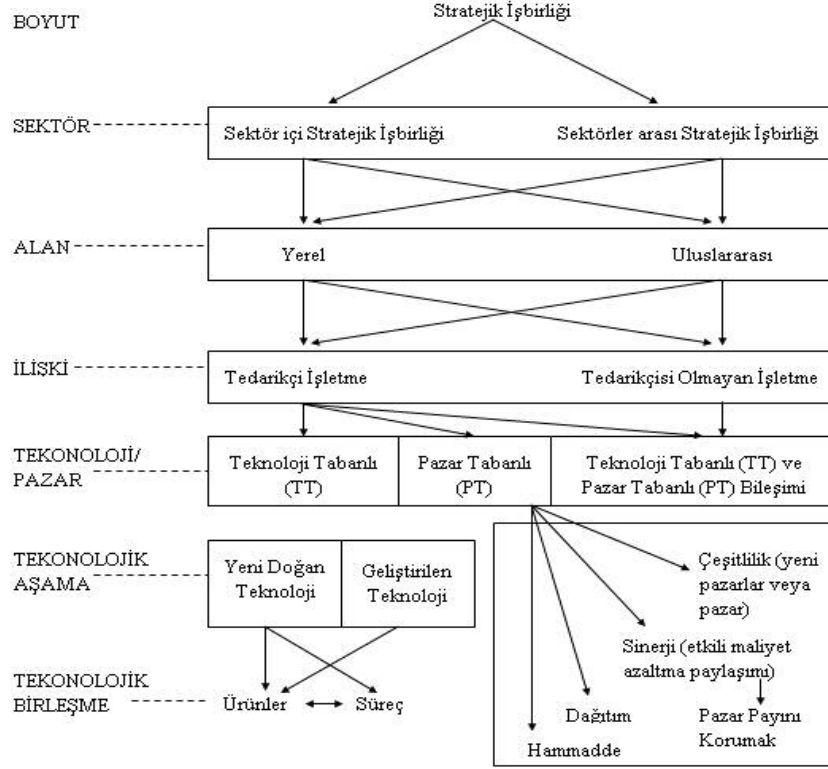 BOYUT
Stratejik İşbirliği
SEKTÖR
Sektör içi Stratejik İşbirliği
Sektörler arası Stratejik İşbirliği
ALAN
Yerel
Uluslararası
İLİŞKİ
Tedarikçi İşletme
Tedarikçisi Olmayan İşletme
TEKONOLOJİ/
PAZAR
Teknoloji Tabanlı
(TT)
Pazar Tabanlı
(PT)
Teknoloji Tabanlı (TT) ve
Pazar Tabanlı (PT) Bileşimi
TEKONOLOJİK
AŞAMA
Yeni Doğan
Teknoloji
Geliştirilen
Teknoloji
Çeşitlilik (yeni
pazarlar veya
pazar)
Sinerji (etkili maliyet
azaltma paylaşımı)
TEKONOLOJİK
BİRLEŞME
Ürünler
Süreç
Dağıtım
Pazar Payını
Korumak
Hammadde